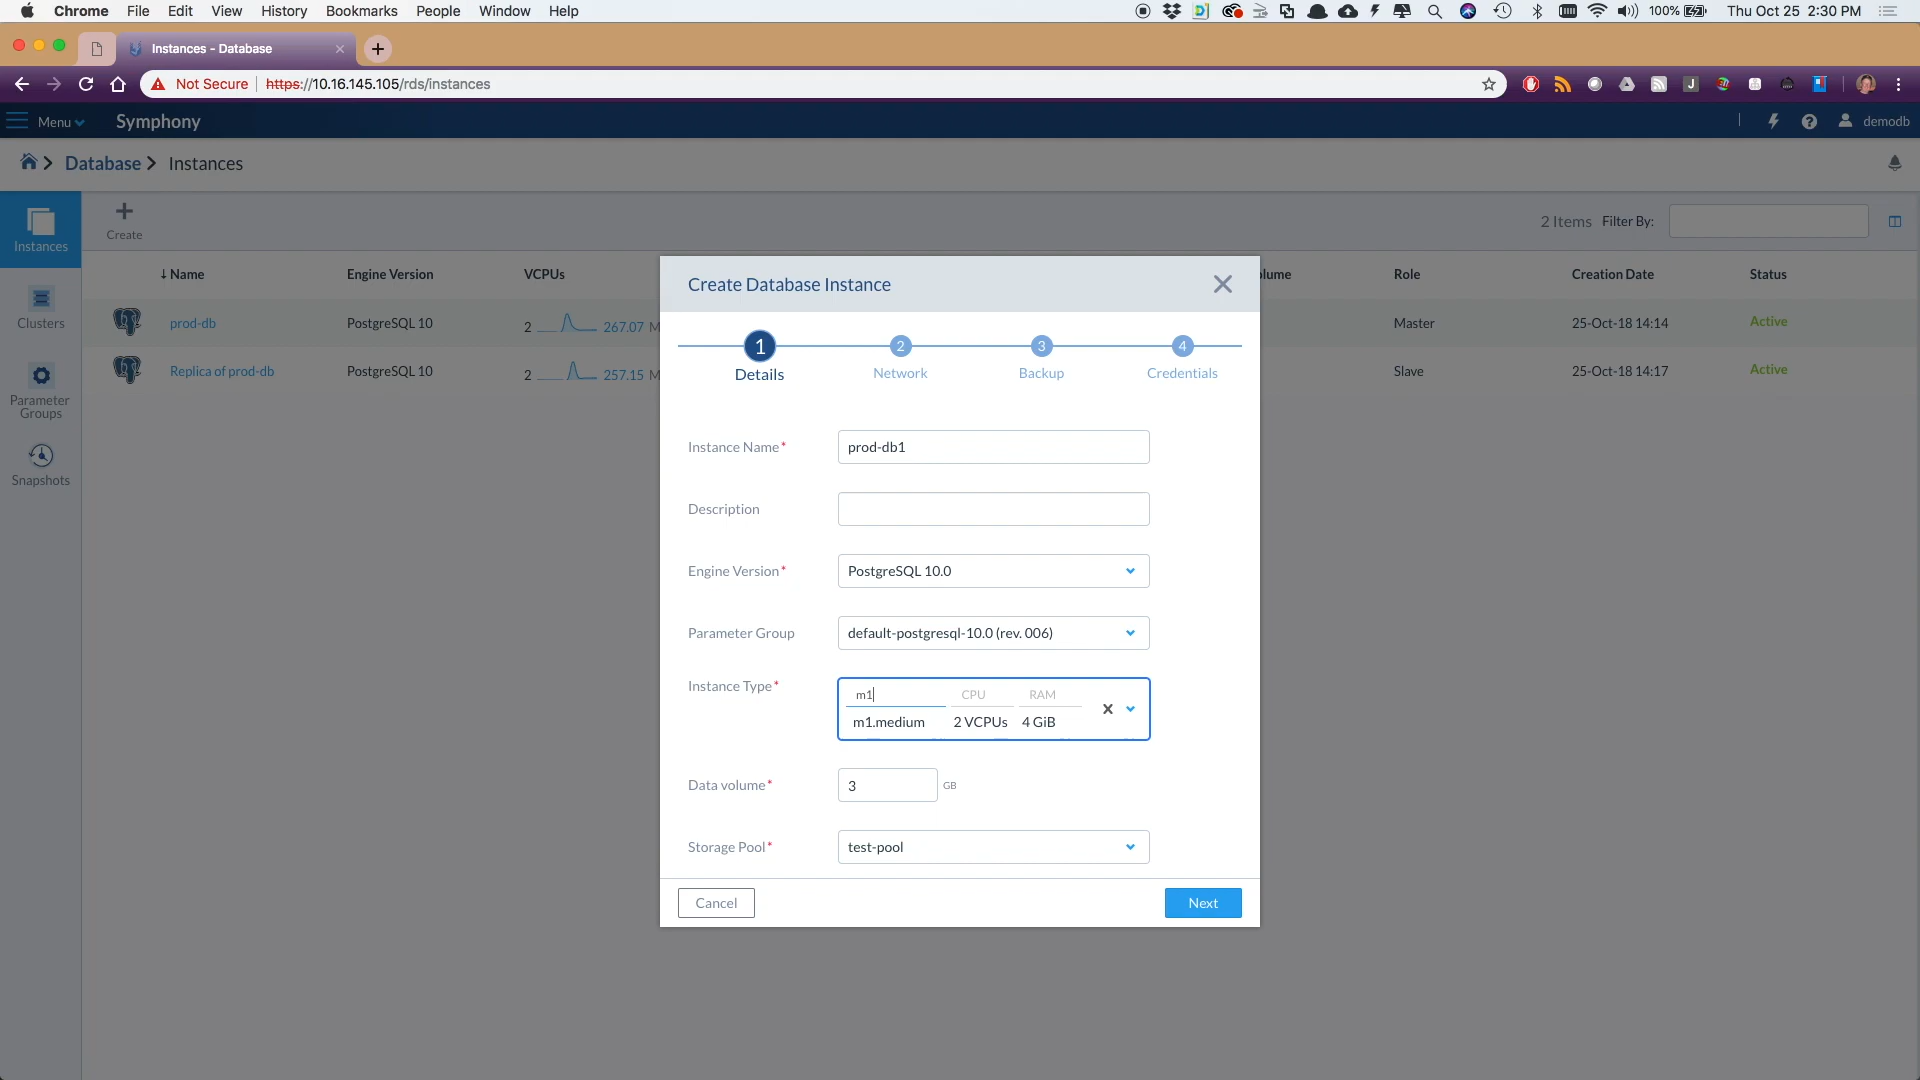 Chrome File Edit View History Bookmarks People Window Help 100% Thu Oct 25 2:30 PM
Instances - Database
Not Secure https://10.16.145.105/rds/instances
Menu Symphony demodb
Database Instances
Instances
Create
2 Items Filter By:
Name Engine Version VCPUs lume Role Creation Date Status
prod-db PostgreSQL 10 2 267.07 M Master 25-Oct-18 14:14 Active
Replica of prod-db PostgreSQL 10 2 257.15 M Slave 25-Oct-18 14:17 Active
Clusters
Parameter
Groups
Snapshots
Create Database Instance
1 2 3 4
Details Network Backup Credentials
Instance Name* prod-db1
Description
Engine Version* PostgreSQL 10.0
Parameter Group default-postgresql-10.0 (rev. 006)
Instance Type* m1 CPU RAM
m1.medium 2 VCPUs 4 GiB
Data volume* 3 GB
Storage Pool* test-pool
Cancel Next